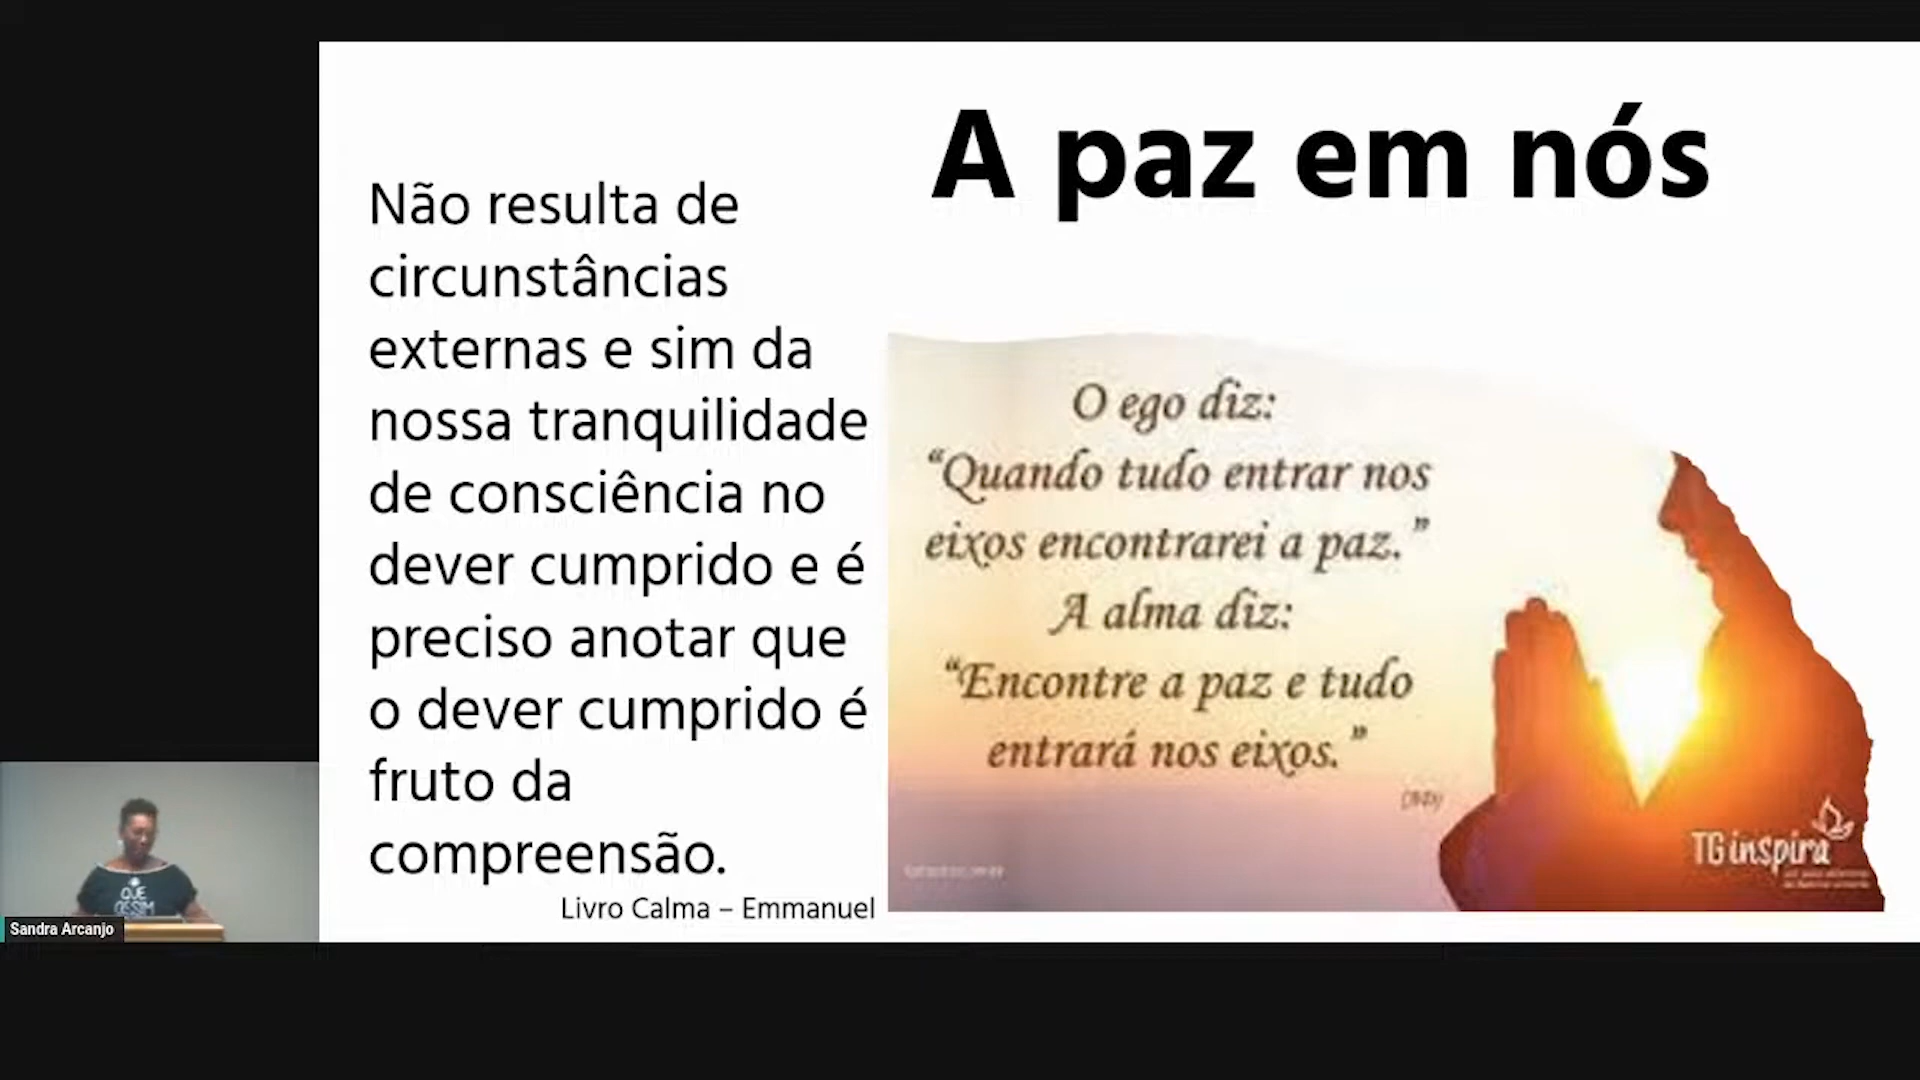 A paz em nós
Não resulta de
circunstâncias
externas e sim da
nossa tranquilidade
de consciência no
dever cumprido e é
preciso anotar que
o dever cumprido é
fruto da
compreensão.
Livro Calma – Emmanuel
O ego diz:
“Quando tudo entrar nos
eixos encontrarei a paz.”
A alma diz:
“Encontre a paz e tudo
entrará nos eixos.”
TG inspira
QUE
ASSIM
Sandra Arcanjo